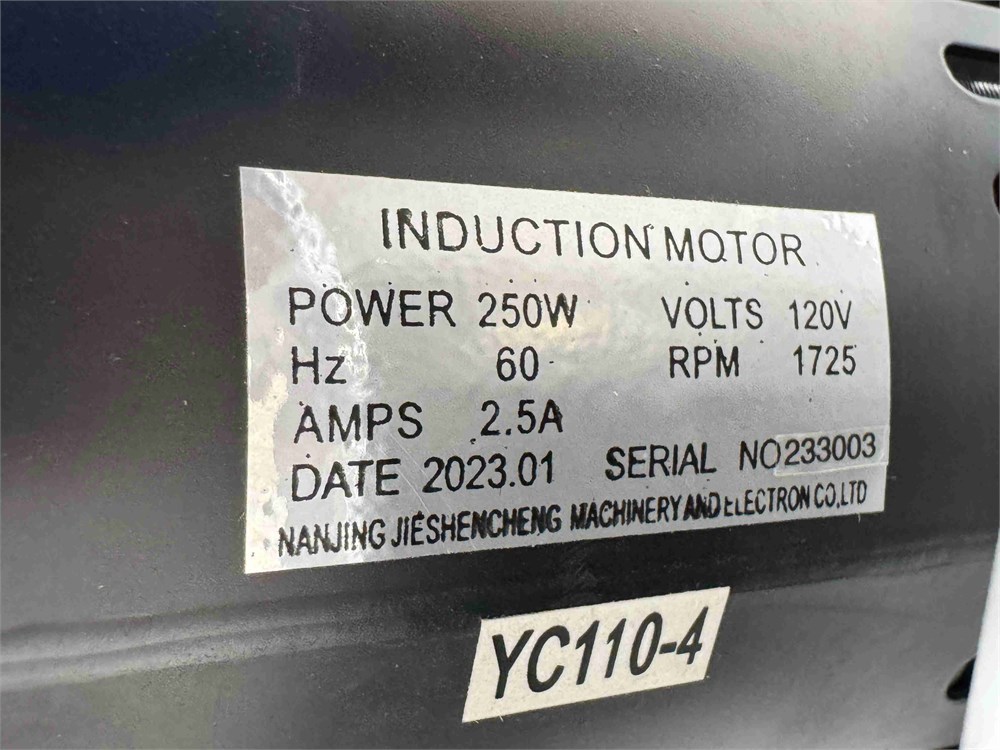 INDUCTION MOTOR
POWER 250W VOLTS 120V
Hz 60 RPM 1725
AMPS 2.5A
DATE 2023.01 SERIAL NO233003
NANJING JIESHENCHENG MACHINERY AND ELECTRON CO,LTD
YC110-4